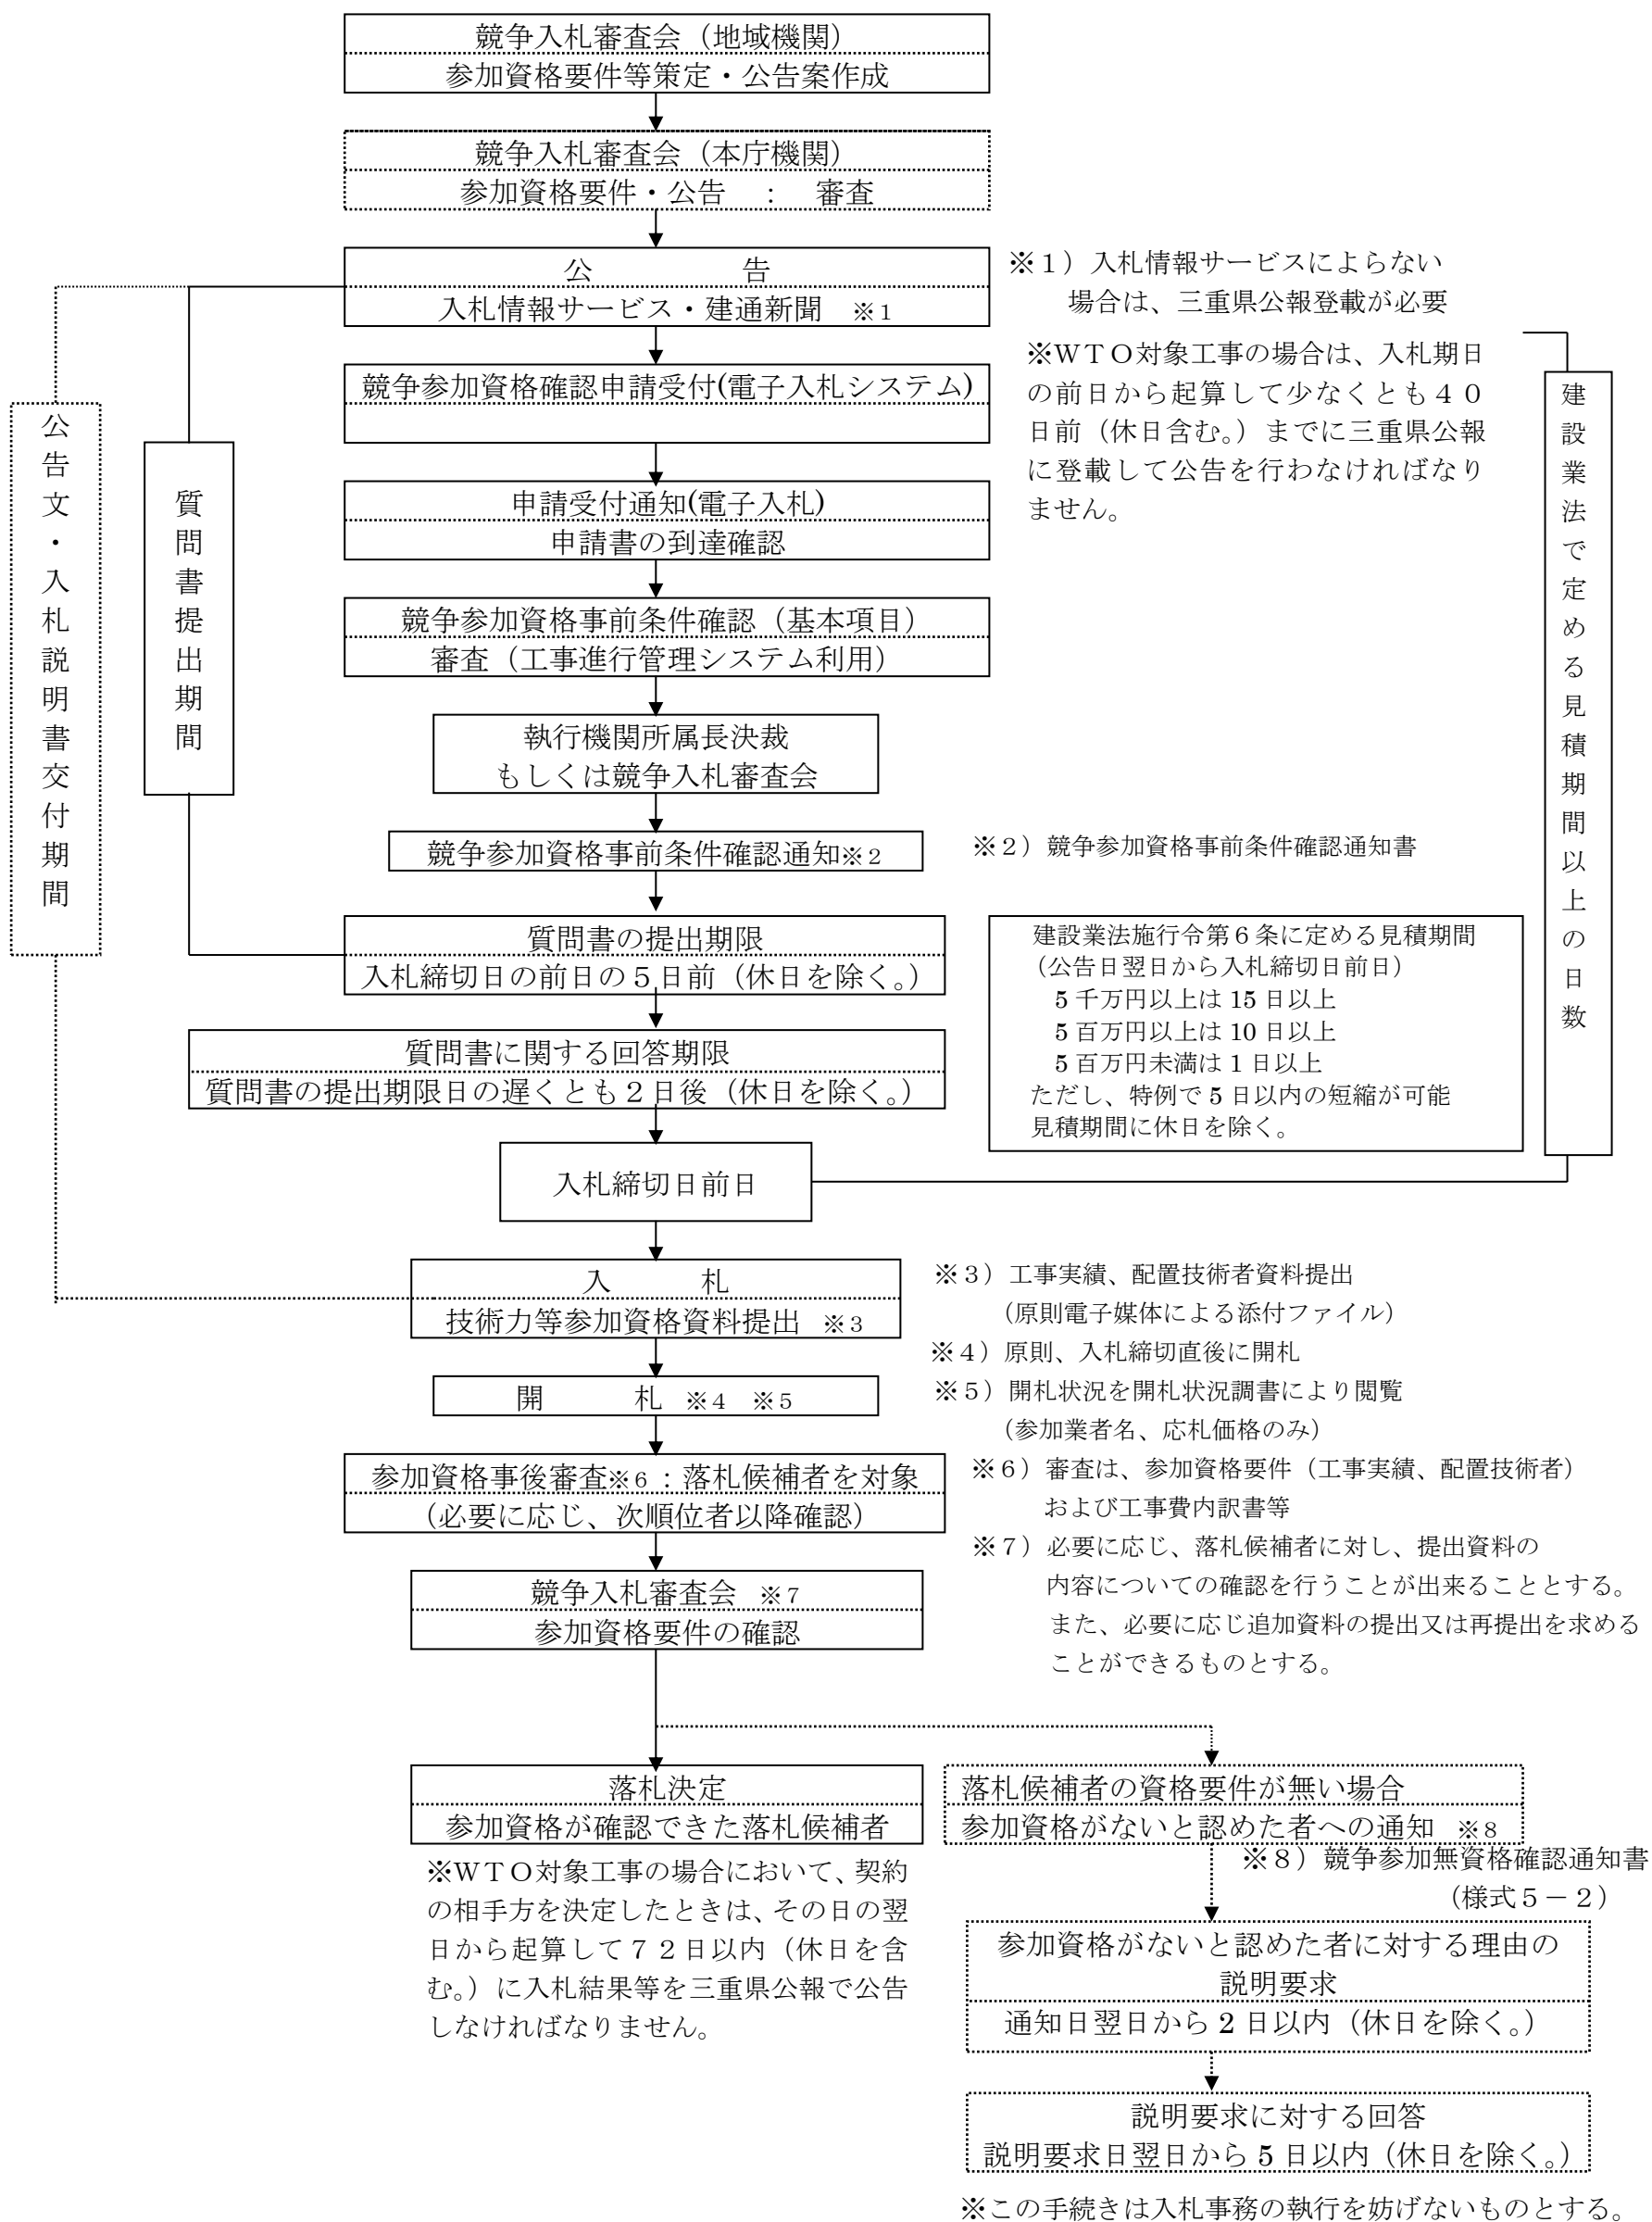 競争入札審査会（地域機関）
参加資格要件等策定・公告案作成
競争入札審査会（本庁機関）
参加資格要件・公告　：　審査
公　　　　　告
入札情報サービス・建通新聞　※1
※１）入札情報サービスによらない
場合は、三重県公報登載が必要
※ＷＴＯ対象工事の場合は、入札期日
の前日から起算して少なくとも４０
日前（休日含む。）までに三重県公報
に登載して公告を行わなければなり
ません。
競争参加資格確認申請受付(電子入札システム)
申請受付通知(電子入札)
申請書の到達確認
競争参加資格事前条件確認（基本項目）
審査（工事進行管理システム利用）
執行機関所属長決裁
もしくは競争入札審査会
競争参加資格事前条件確認通知※2
※２）競争参加資格事前条件確認通知書
公告文・入札説明書交付期間
質問書提出期間
建設業法で定める見積期間以上の日数
質問書の提出期限
入札締切日の前日の５日前（休日を除く。）
建設業法施行令第６条に定める見積期間
（公告日翌日から入札締切日前日）
5 千万円以上は 15 日以上
5 百万円以上は 10 日以上
5 百万円未満は 1 日以上
ただし、特例で 5 日以内の短縮が可能
見積期間に休日を除く。
質問書に関する回答期限
質問書の提出期限日の遅くとも２日後（休日を除く。）
入札締切日前日
入　　　札
技術力等参加資格資料提出　※3
※３）工事実績、配置技術者資料提出
（原則電子媒体による添付ファイル）
※４）原則、入札締切直後に開札
※５）開札状況を開札状況調書により閲覧
（参加業者名、応札価格のみ）
開　　　札　※4　※5
参加資格事後審査※6：落札候補者を対象
（必要に応じ、次順位者以降確認）
※６）審査は、参加資格要件（工事実績、配置技術者）
および工事費内訳書等
※７）必要に応じ、落札候補者に対し、提出資料の
内容についての確認を行うことが出来ることとする。
また、必要に応じ追加資料の提出又は再提出を求める
ことができるものとする。
競争入札審査会　※7
参加資格要件の確認
落札決定
参加資格が確認できた落札候補者
※ＷＴＯ対象工事の場合において、契約
の相手方を決定したときは、その日の翌
日から起算して７２日以内（休日を含
む。）に入札結果等を三重県公報で公告
しなければなりません。
落札候補者の資格要件が無い場合
参加資格がないと認めた者への通知　※8
※８）競争参加無資格確認通知書
（様式５－２）
参加資格がないと認めた者に対する理由の
説明要求
通知日翌日から 2 日以内（休日を除く。）
説明要求に対する回答
説明要求日翌日から 5 日以内（休日を除く。）
※この手続きは入札事務の執行を妨げないものとする。